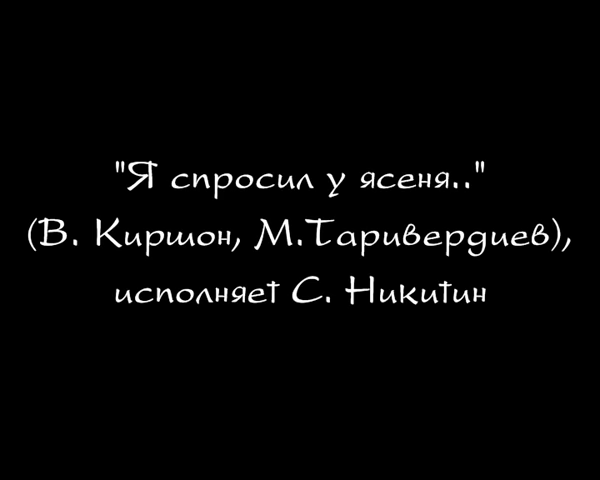 "Я спросил у ясеня.."
(В. Киршон, М.Таривердиев),
исполняет С. Никитин